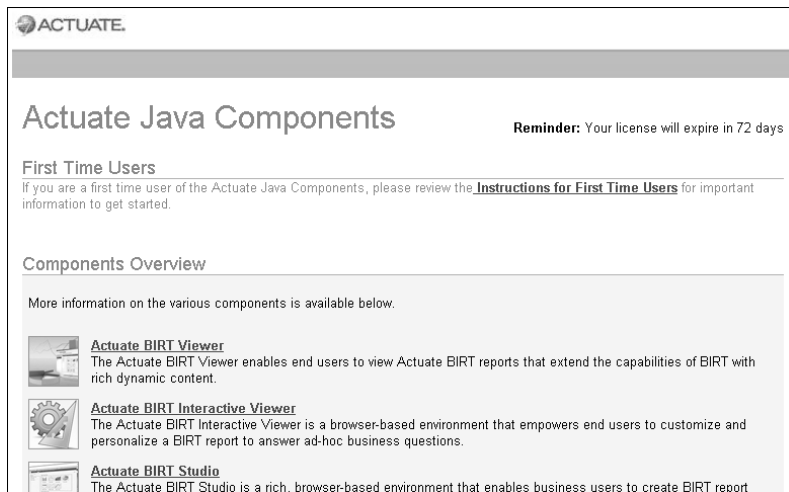 ACTUATE.
Actuate Java Components
Reminder: Your license will expire in 72 days
First Time Users
If you are a first time user of the Actuate Java Components, please review the Instructions for First Time Users for important
information to get started.
Components Overview
More information on the various components is available below.
Actuate BIRT Viewer
The Actuate BIRT Viewer enables end users to view Actuate BIRT reports that extend the capabilities of BIRT with
rich dynamic content.
Actuate BIRT Interactive Viewer
The Actuate BIRT Interactive Viewer is a browser-based environment that empowers end users to customize and
personalize a BIRT report to answer ad-hoc business questions.
Actuate BIRT Studio
The Actuate BIRT Studio is a rich, browser-based environment that enables business users to create BIRT report